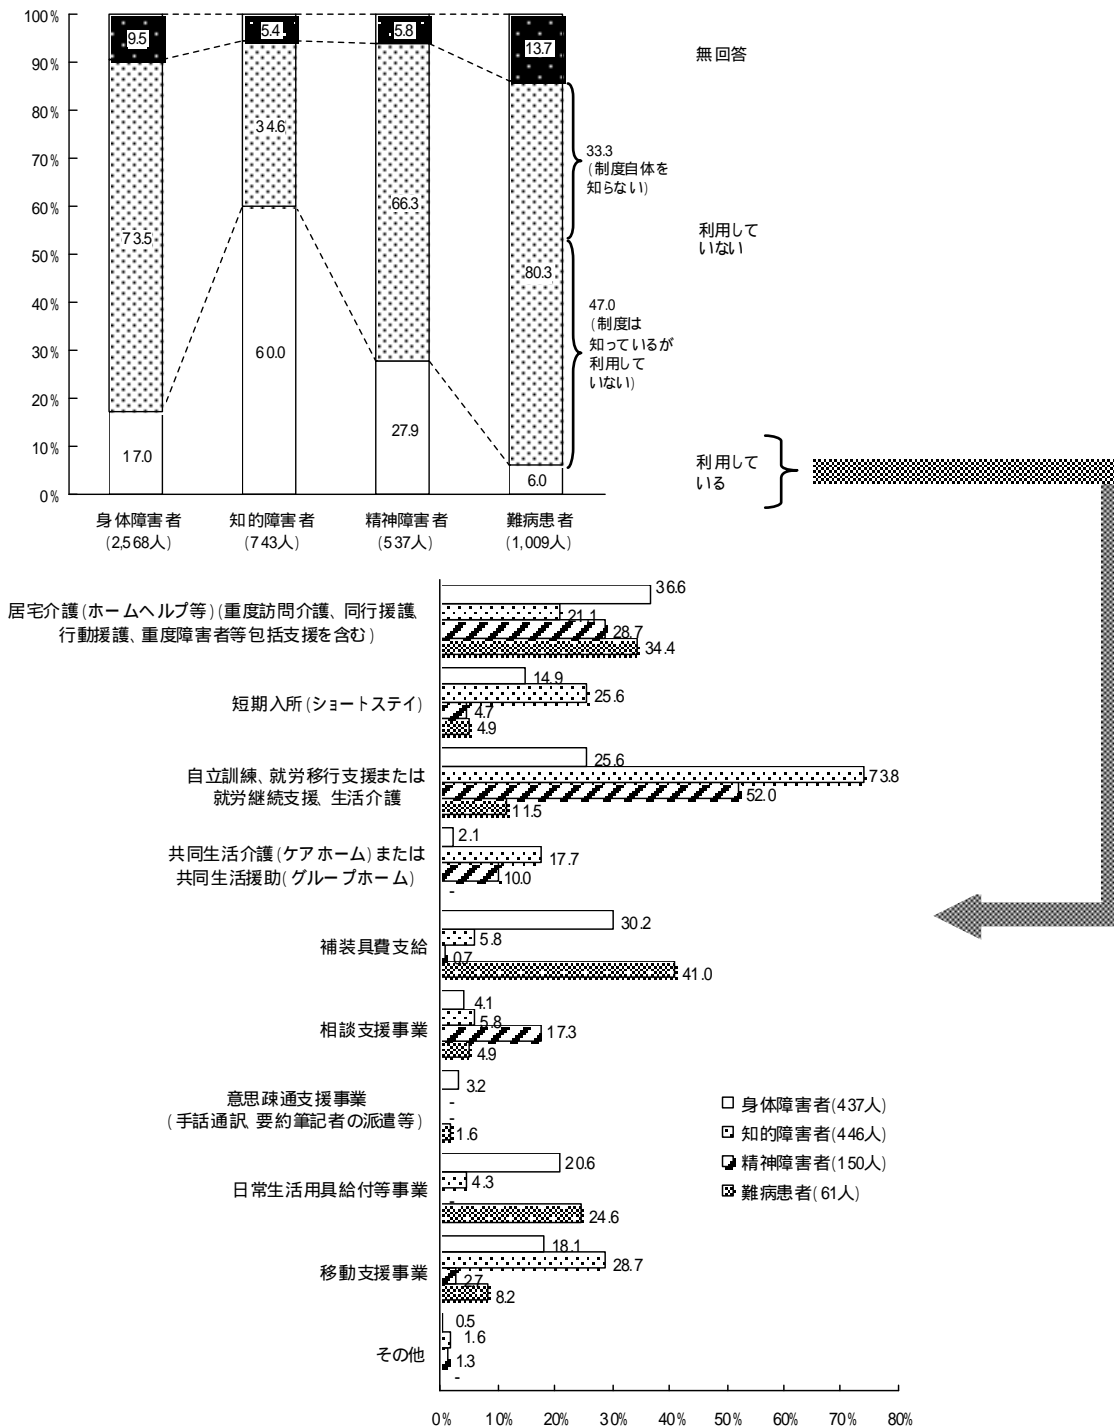 100%
90%
80%
70%
60%
50%
40%
30%
20%
10%
0%
9.5
73.5
17.0
5.4
34.6
60.0
5.8
66.3
27.9
13.7
80.3
6.0
33.3
(制度自体を
知らない)
47.0
(制度は
知っているが
利用して
いない)
無回答
利用して
いない
利用して
いる
身体障害者
(2,568人)
知的障害者
(743人)
精神障害者
(537人)
難病患者
(1,009人)
居宅介護(ホームヘルプ等)(重度訪問介護、同行援護、
行動援護、重度障害者等包括支援を含む)
36.6
21.1
28.7
34.4
短期入所(ショートステイ)
14.9
25.6
4.7
4.9
自立訓練、就労移行支援または
就労継続支援、生活介護
25.6
73.8
52.0
11.5
共同生活介護(ケアホーム)または
共同生活援助(グループホーム)
2.1
17.7
10.0
-
補装具費支給
30.2
5.8
0.7
41.0
相談支援事業
4.1
5.8
17.3
4.9
意思疎通支援事業
(手話通訳、要約筆記者の派遣等)
3.2
-
-
1.6
日常生活用具給付等事業
20.6
4.3
-
24.6
移動支援事業
18.1
28.7
2.7
8.2
その他
0.5
1.6
1.3
-
身体障害者(437人)
知的障害者(446人)
精神障害者(150人)
難病患者(61人)
0% 10% 20% 30% 40% 50% 60% 70% 80%